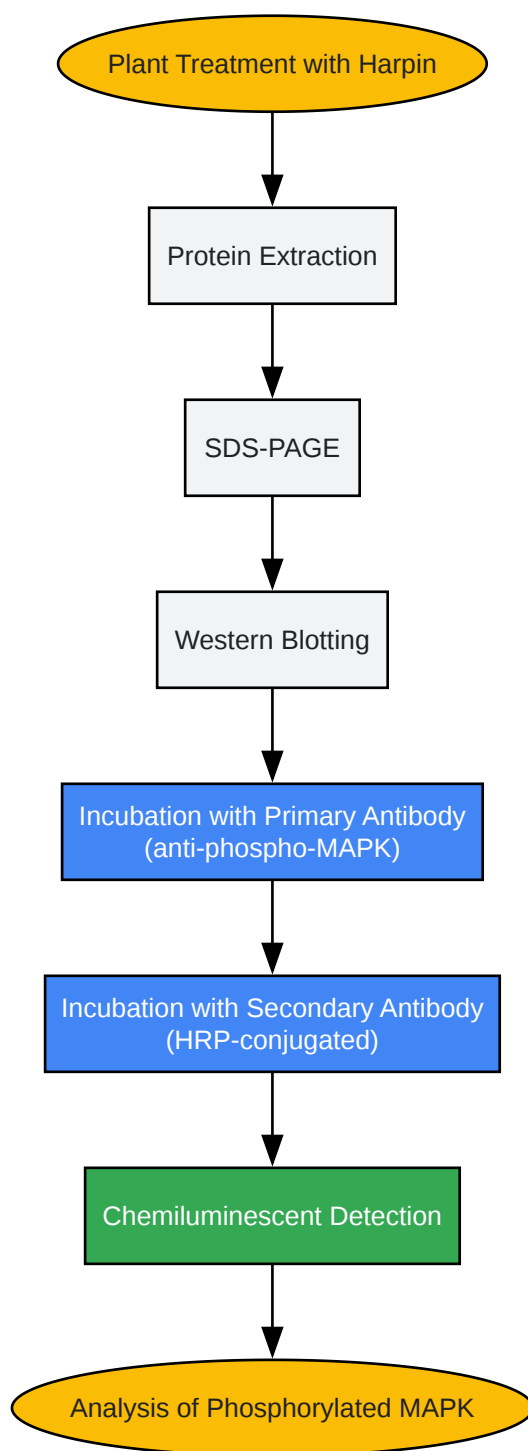 Plant Treatment with Harpin
Protein Extraction
SDS-PAGE
Western Blotting
Incubation with Primary Antibody
(anti-phospho-MAPK)
Incubation with Secondary Antibody
(HRP-conjugated)
Chemiluminescent Detection
Analysis of Phosphorylated MAPK